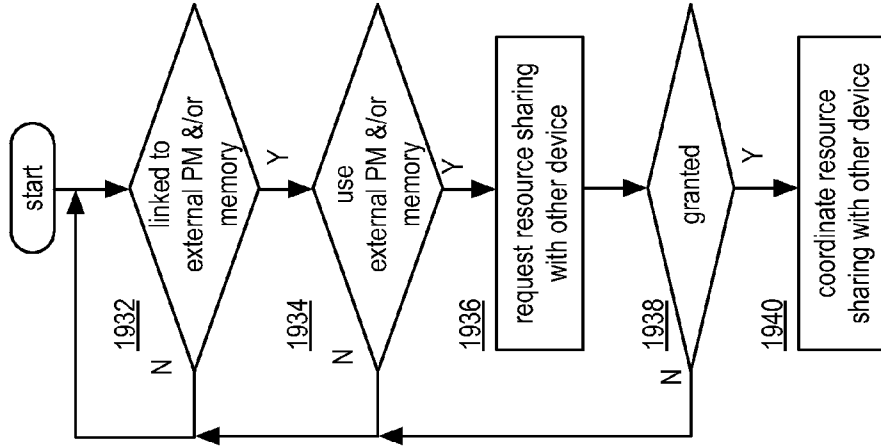 start
1932
linked to
external PM &/or
memory
N
Y
1934
use
external PM &/or
memory
N
Y
1936
request resource sharing
with other device
1938
granted
N
Y
1940
coordinate resource
sharing with other device